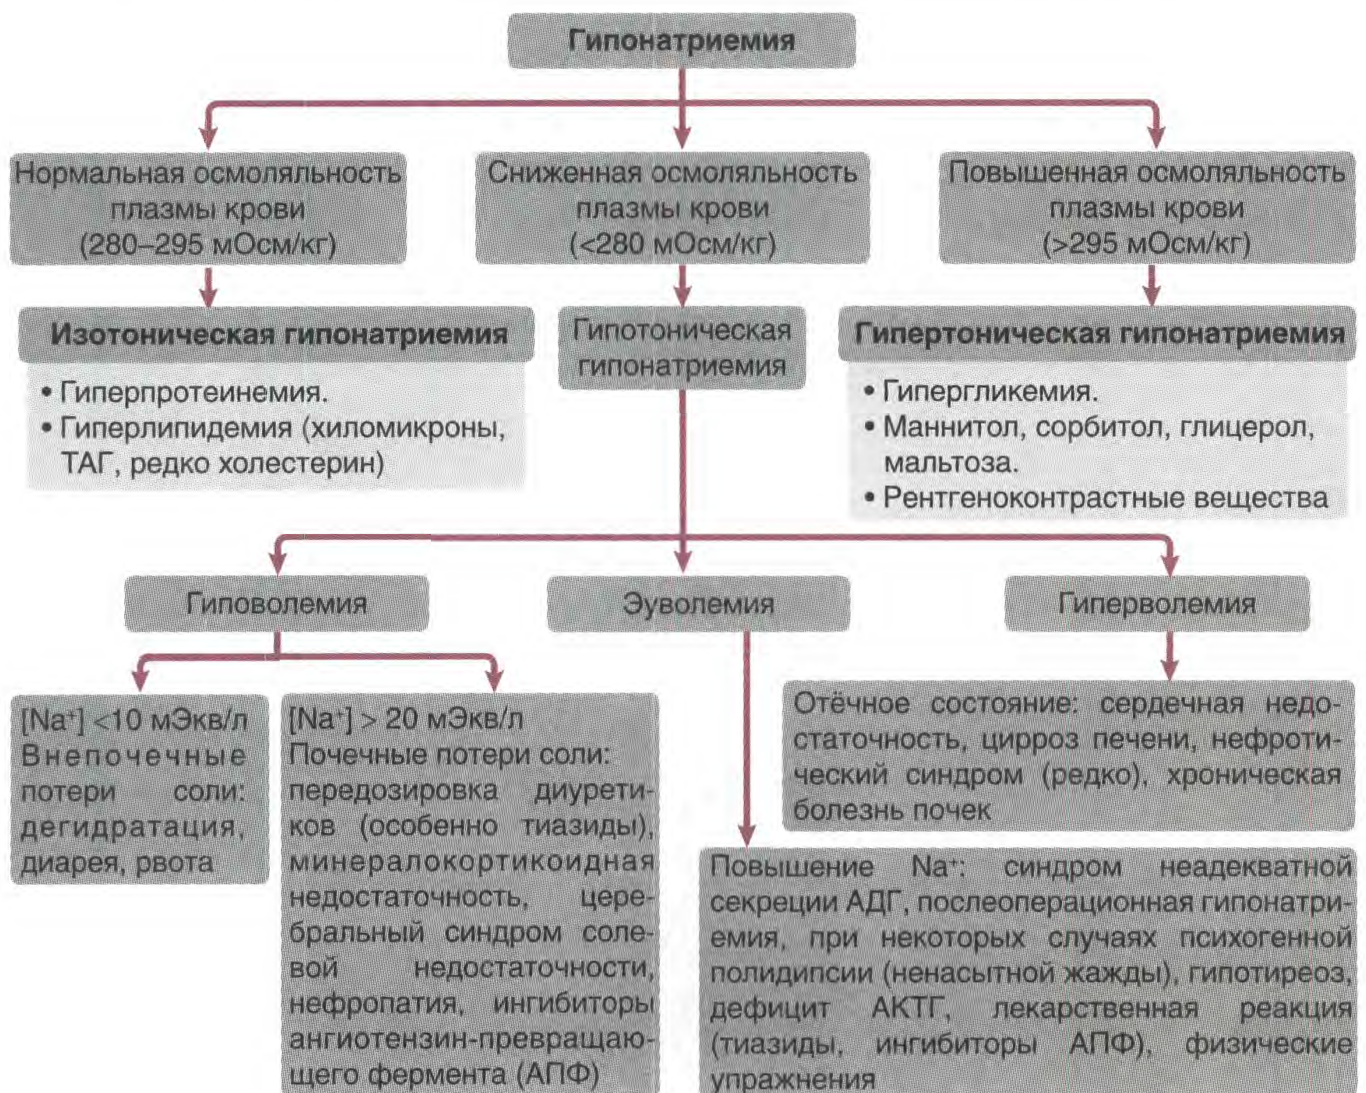 Гипонатриемия
Нормальная осмоляльность
плазмы крови
(280–295 мОсм/кг)
Сниженная осмоляльность
плазмы крови
(<280 мОсм/кг)
Повышенная осмоляльность
плазмы крови
(>295 мОсм/кг)
Изотоническая гипонатриемия
• Гиперпротеинемия.
• Гиперлипидемия (хиломикроны,
ТАГ, редко холестерин)
Гипотоническая
гипонатриемия
Гипертоническая гипонатриемия
• Гипергликемия.
• Маннитол, сорбитол, глицерол,
мальтоза.
• Рентгеноконтрастные вещества
Гиповолемия
Эуволемия
Гиперволемия
[Na⁺] <10 мЭкв/л
Внепочечные
потери соли:
дегидратация,
диарея, рвота
[Na⁺] > 20 мЭкв/л
Почечные потери соли:
передозировка диурети-
ков (особенно тиазиды),
минералокортикоидная
недостаточность, цере-
бральный синдром соле-
вой недостаточности,
нефропатия, ингибиторы
ангиотензин-превращаю-
щего фермента (АПФ)
Отёчное состояние: сердечная недо-
статочность, цирроз печени, нефроти-
ческий синдром (редко), хроническая
болезнь почек
Повышение Na⁺: синдром неадекватной
секреции АДГ, послеоперационная гипонатри-
емия, при некоторых случаях психогенной
полидипсии (ненасытной жажды), гипотиреоз,
дефицит АКТГ, лекарственная реакция
(тиазиды, ингибиторы АПФ), физические
упражнения